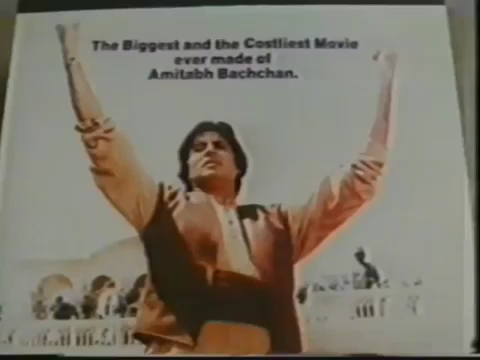 The Biggest and the Costliest Movie
ever made of
Amitabh Bachchan.